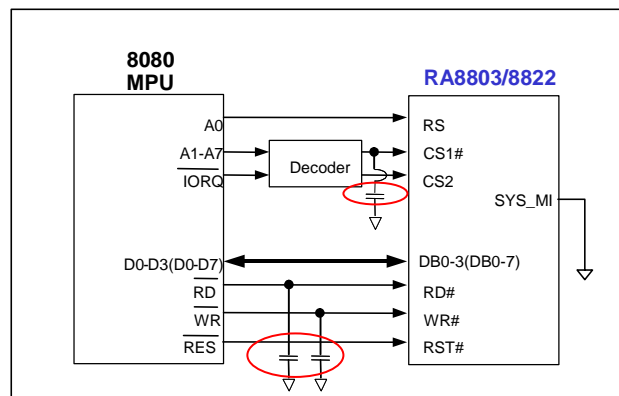 8080
MPU
RA8803/8822
A0
RS
A1-A7
Decoder
CS1#
IORQ
CS2
SYS_MI
D0-D3(D0-D7)
DB0-3(DB0-7)
RD
RD#
WR
WR#
RES
RST#